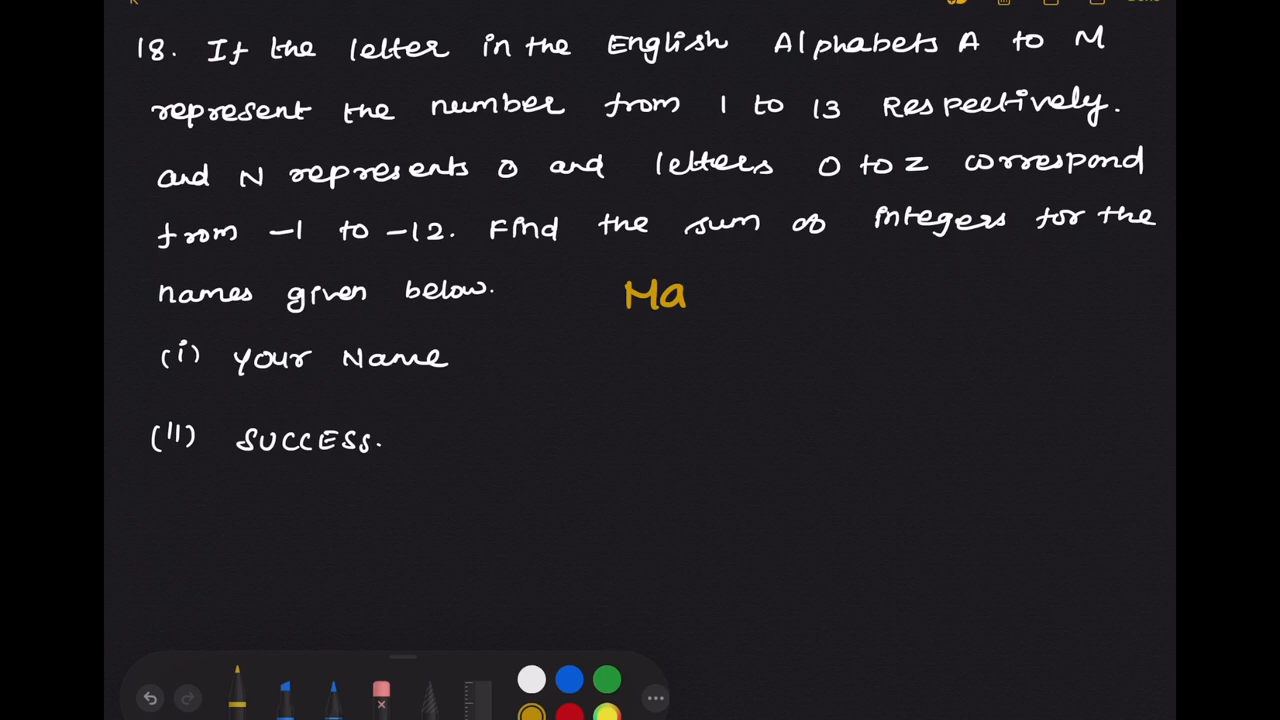 18. If the letter in the English Alphabets A to M
represent the number from 1 to 13 Respectively.
and N represents 0 and letters O to Z correspond
from -1 to -12. Find the sum of integers for the
names given below. Ma
(i) Your Name
(ii) SUCCESS.